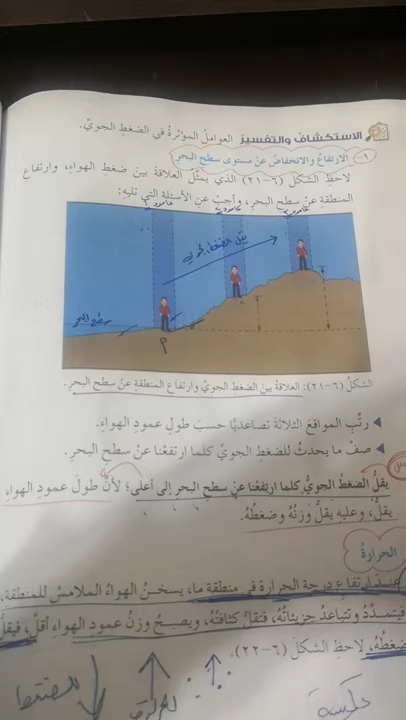 الاستكشاف والتفسير العوامل المؤثرة في الضغط الجوي.
١- الارتفاع والانخفاض عن مستوى سطح البحر
لاحظ الشكل (٦-٢١) الذي يمثل العلاقة بين ضغط الهواء، وارتفاع
المنطقة عن سطح البحر، وأجب عن الأسئلة التي تليه:
يقل الضغط الجوي
سطح البحر
الشكل (٦-٢١): العلاقة بين الضغط الجوي وارتفاع المنطقة عن سطح البحر.
◀ رتّب المواقع الثلاثة تصاعديًّا حسب طول عمود الهواء.
◀ صف ما يحدث للضغط الجوي كلما ارتفعنا عن سطح البحر.
يقلُّ الضغط الجويُّ كلما ارتفعنا عن سطح البحر إلى أعلى؛ لأنّ طول عمود الهواء
يقلُّ، وعليه يقلُّ وزنُهُ وضغطُهُ.
الحرارةُ
عند ارتفاع درجة الحرارة في منطقة ما، يسخنُ الهواءُ الملامسُ للمنطقة،
فيتمدّدُ وتتباعدُ جزيئاتُهُ، فتقلُّ كثافتُهُ، ويصبحُ وزنُ عمود الهواء أقلَّ، فيقلُّ
ضغطُهُ، لاحظ الشكل (٦-٢٢).
عكسية